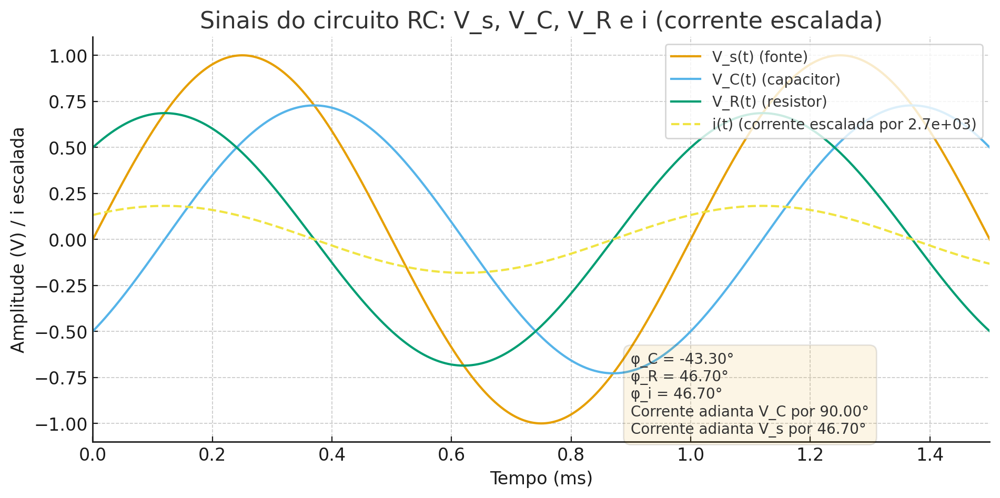 Sinais do circuito RC: V_s, V_C, V_R e i (corrente escalada)
V_s(t) (fonte)
V_C(t) (capacitor)
V_R(t) (resistor)
i(t) (corrente escalada por 2.7e+03)
Amplitude (V) / i escalada
1.00
0.75
0.50
0.25
0.00
−0.25
−0.50
−0.75
−1.00
φ_C = -43.30°
φ_R = 46.70°
φ_i = 46.70°
Corrente adianta V_C por 90.00°
Corrente adianta V_s por 46.70°
0.0 0.2 0.4 0.6 0.8 1.0 1.2 1.4
Tempo (ms)